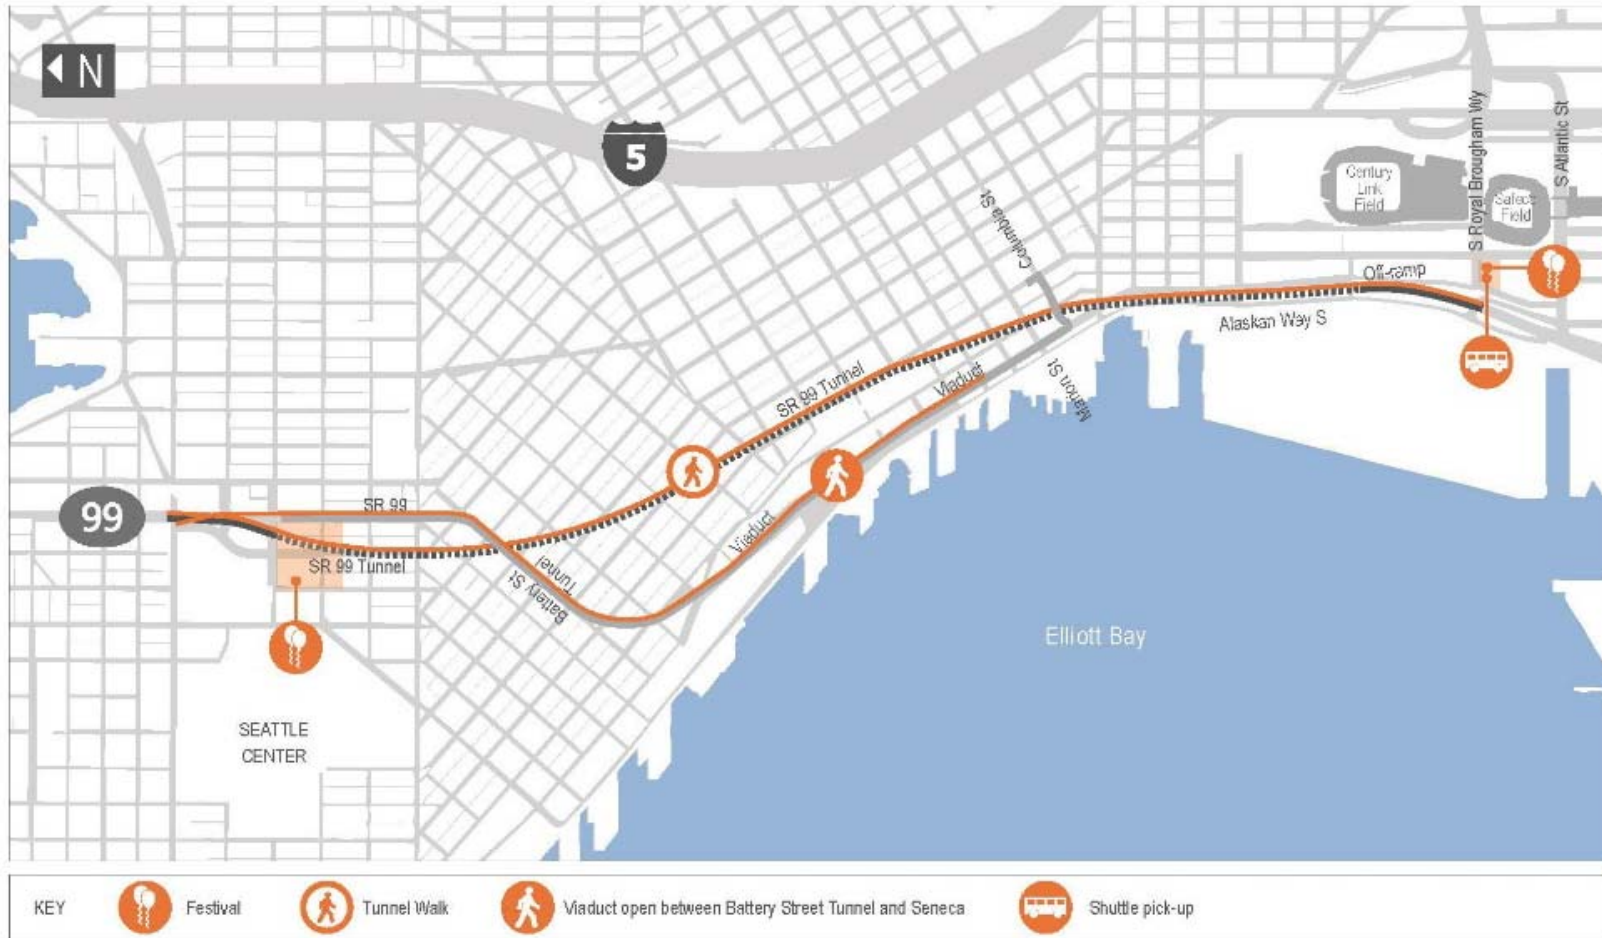 N
5
S Royal Brougham Wy
S Atlantic St
Century
Link
Field
Safeco
Field
Columbia St
Off-ramp
Alaskan Way S
SR 99 Tunnel
Viaduct
Marion St
99
SR 99
SR 99 Tunnel
Viaduct
Battery St
Tunnel
Elliott Bay
SEATTLE
CENTER
KEY
Festival
Tunnel Walk
Viaduct open between Battery Street Tunnel and Seneca
Shuttle pick-up